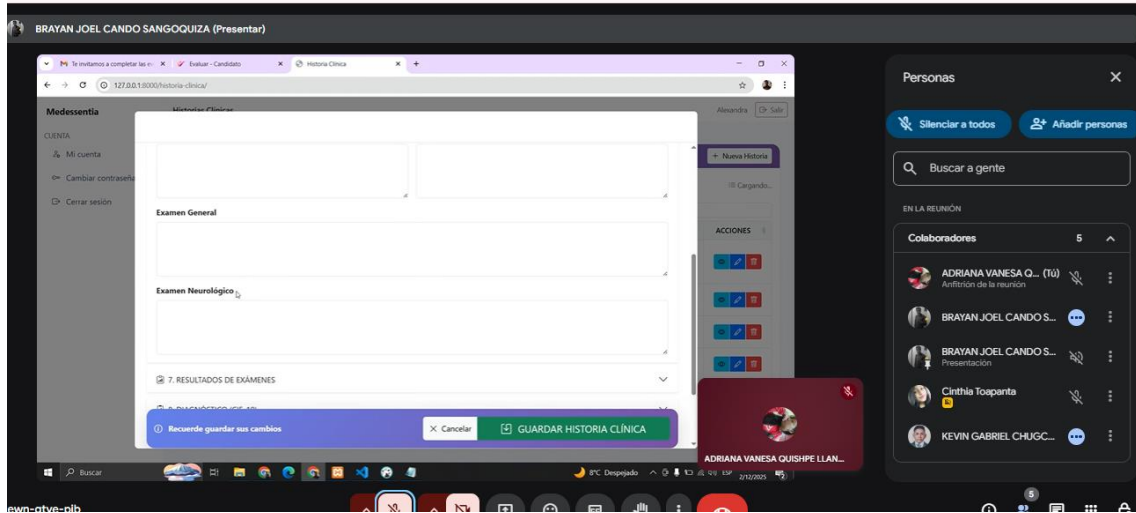 BRAYAN JOEL CANDO SANGOQUIZA (Presentar)
Te invitamos a completar las e
Evaluar - Candidato
Historia Clínica
127.0.0.1:8000/historia-clinica/
Medessentia
Historias Clínicas
Alexandra
Salir
CUENTA
Mi cuenta
Cambiar contraseña
Cerrar sesión
+ Nueva Historia
Cargando...
ACCIONES
Examen General
Examen Neurológico
7. RESULTADOS DE EXÁMENES
Recuerde guardar sus cambios
× Cancelar
GUARDAR HISTORIA CLÍNICA
Buscar
8°C Despejado
ESP
2/12/2025
ADRIANA VANESA QUISHPE LLAN...
Personas
Silenciar a todos
Añadir personas
Buscar a gente
EN LA REUNIÓN
Colaboradores
5
ADRIANA VANESA Q... (Tú)
Anfitrión de la reunión
BRAYAN JOEL CANDO S...
BRAYAN JOEL CANDO S...
Presentación
Cinthia Toapanta
KEVIN GABRIEL CHUGC...
5